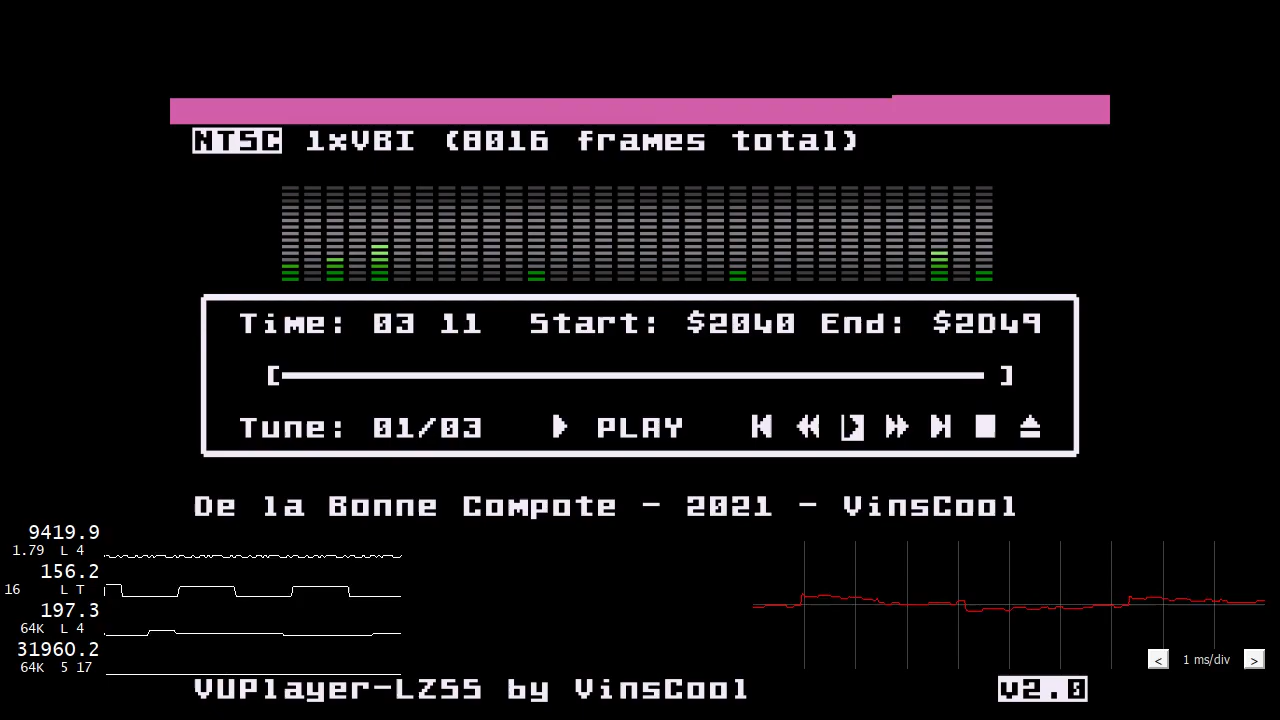 NTSC 1xVBI (8016 frames total)
Time: 03 11 Start: $2040 End: $2D49
[ ]
Tune: 01/03 PLAY
De la Bonne Compote - 2021 - VinsCool
9419.9
1.79 L 4
156.2
16 L T
197.3
64K L 4
31960.2
64K 5 17
< 1 ms/div >
VUPlayer-LZSS by VinsCool v2.0